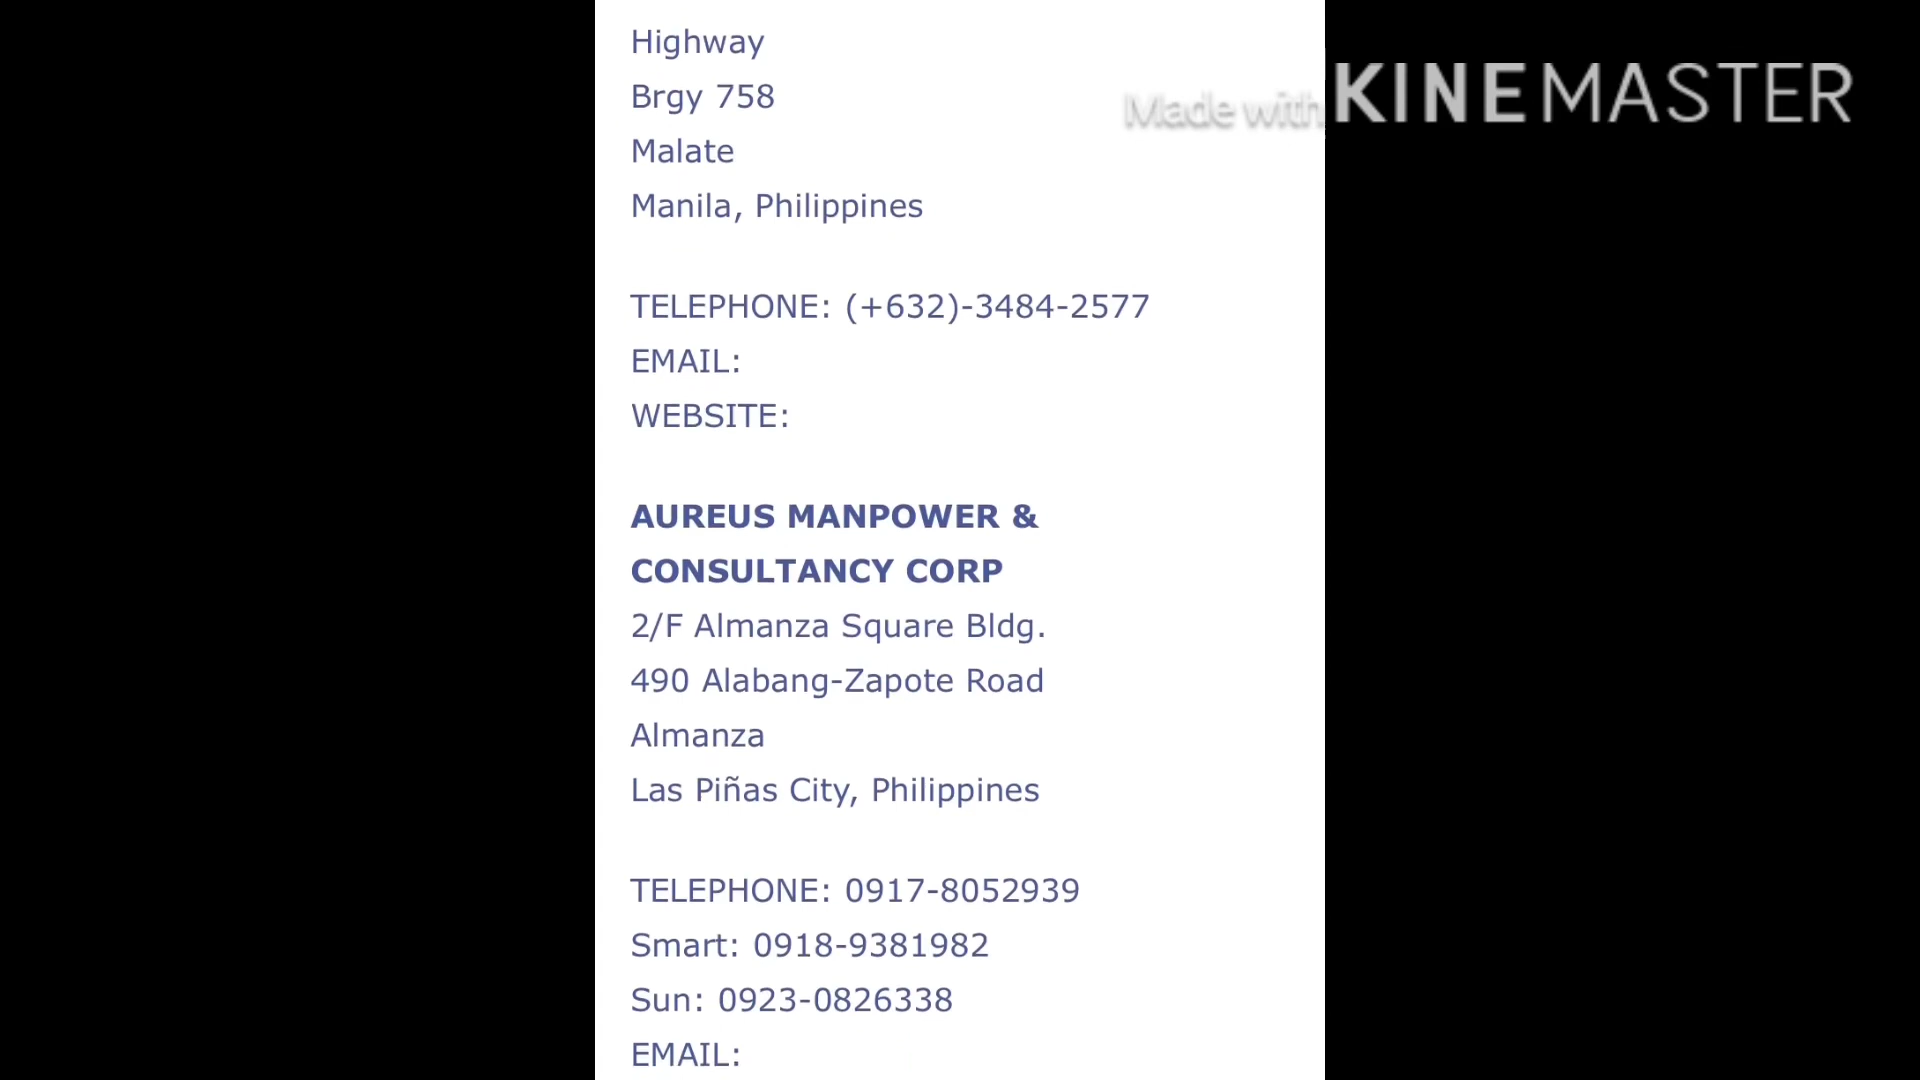 Highway
Brgy 758
Made with KINEMASTER
Malate
Manila, Philippines
TELEPHONE: (+632)-3484-2577
EMAIL:
WEBSITE:
AUREUS MANPOWER &
CONSULTANCY CORP
2/F Almanza Square Bldg.
490 Alabang-Zapote Road
Almanza
Las Piñas City, Philippines
TELEPHONE: 0917-8052939
Smart: 0918-9381982
Sun: 0923-0826338
EMAIL: